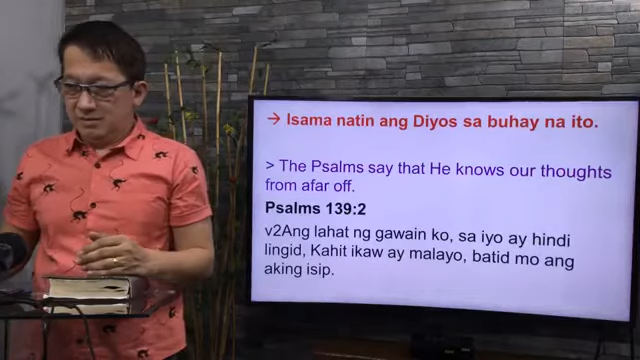 → Isama natin ang Diyos sa buhay na ito.
> The Psalms say that He knows our thoughts
from afar off.
Psalms 139:2
v2Ang lahat ng gawain ko, sa iyo ay hindi
lingid, Kahit ikaw ay malayo, batid mo ang
aking isip.